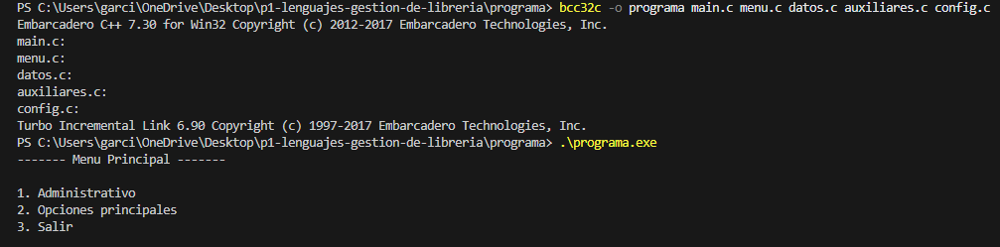 PS C:\Users\garci\OneDrive\Desktop\p1-lenguajes-gestion-de-libreria\programa> bcc32c -o programa main.c menu.c datos.c auxiliares.c config.c
Embarcadero C++ 7.30 for Win32 Copyright (c) 2012-2017 Embarcadero Technologies, Inc.
main.c:
menu.c:
datos.c:
auxiliares.c:
config.c:
Turbo Incremental Link 6.90 Copyright (c) 1997-2017 Embarcadero Technologies, Inc.
PS C:\Users\garci\OneDrive\Desktop\p1-lenguajes-gestion-de-libreria\programa> .\programa.exe
------- Menu Principal -------
1. Administrativo
2. Opciones principales
3. Salir